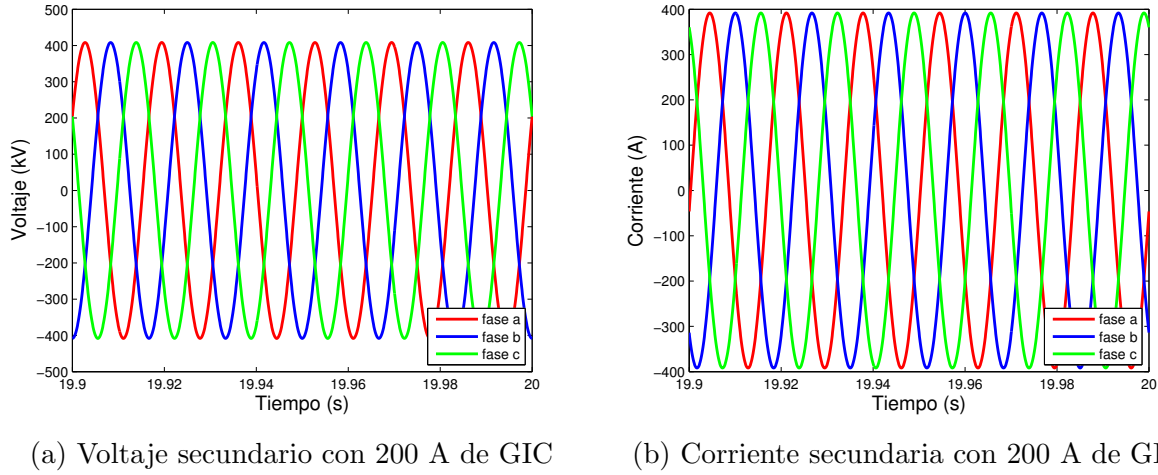 500
400
300
200
100
0
−100
−200
−300
−400
−500
Voltaje (kV)
19.9
19.92
19.94
19.96
19.98
20
Tiempo (s)
fase a
fase b
fase c
400
300
200
100
0
−100
−200
−300
−400
Corriente (A)
19.9
19.92
19.94
19.96
19.98
20
Tiempo (s)
fase a
fase b
fase c
(a) Voltaje secundario con 200 A de GIC
(b) Corriente secundaria con 200 A de GI